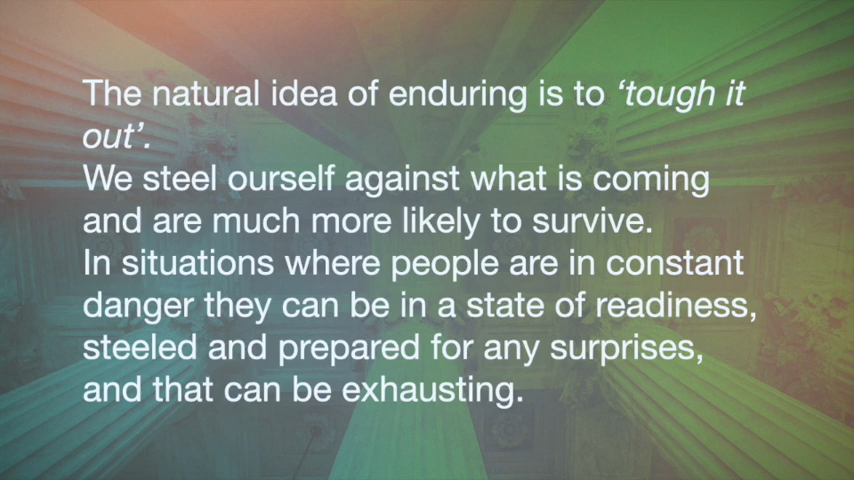 The natural idea of enduring is to ‘tough it
out’.
We steel ourself against what is coming
and are much more likely to survive.
In situations where people are in constant
danger they can be in a state of readiness,
steeled and prepared for any surprises,
and that can be exhausting.